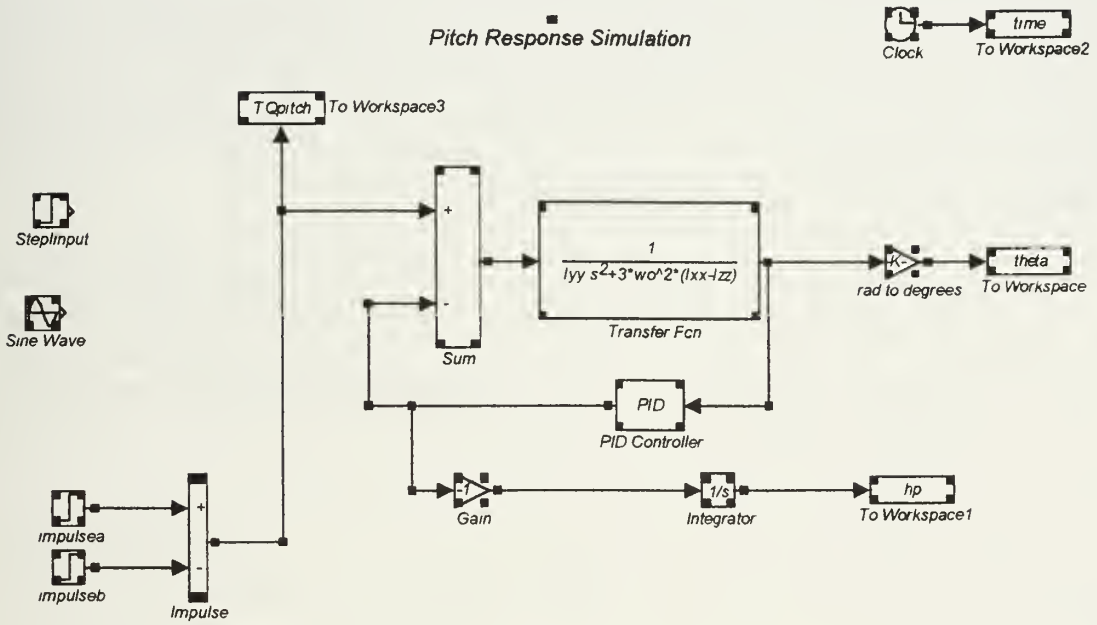 Pitch Response Simulation
time
Clock
To Workspace2
TQpitch
To Workspace3
StepInput
+
-
1
Iyy s2+3*wo^2*(Ixx-Izz)
Transfer Fcn
Sum
-K-
rad to degrees
theta
To Workspace
Sine Wave
PID
PID Controller
-1
Gain
1/s
Integrator
hp
To Workspace1
impulsea
impulseb
+
-
Impulse